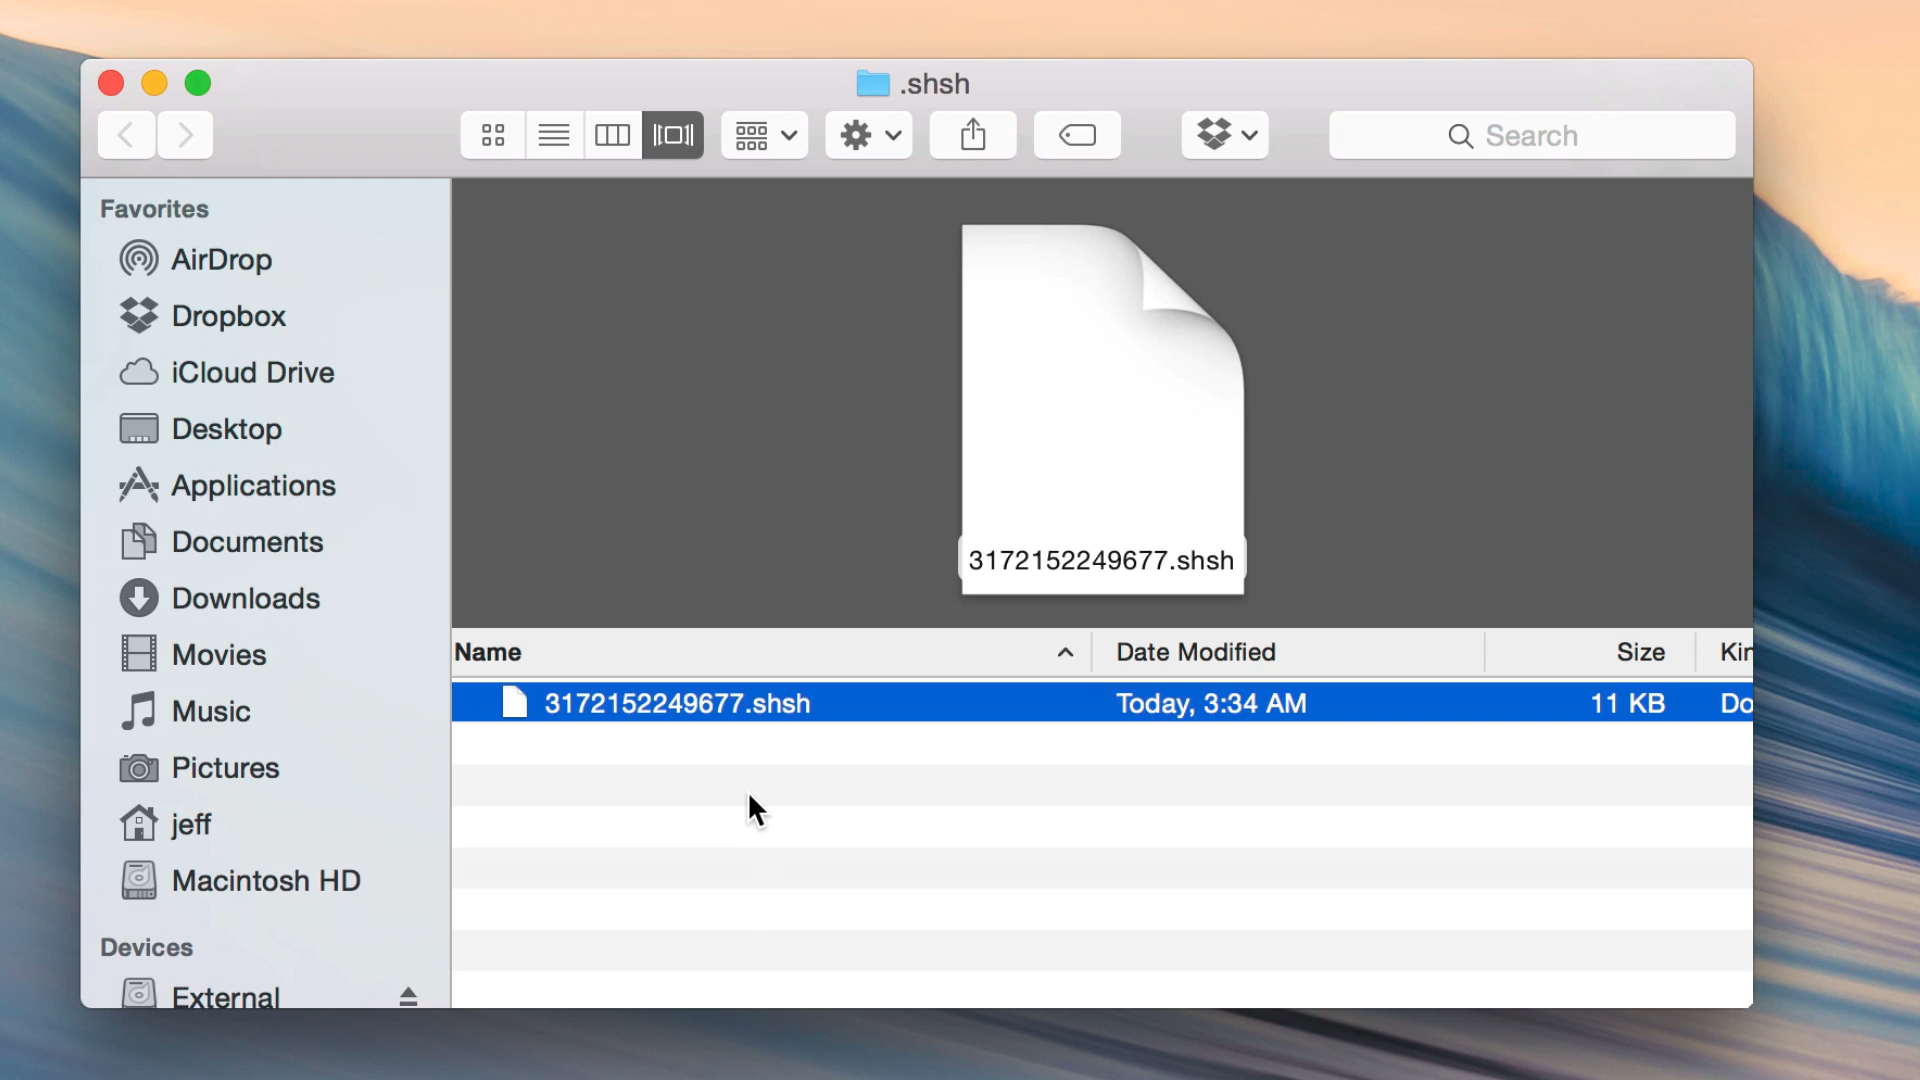 .shsh
Search
Favorites
AirDrop
Dropbox
iCloud Drive
Desktop
Applications
Documents
Downloads
Movies
Music
Pictures
jeff
Macintosh HD
Devices
External
3172152249677.shsh
Name Date Modified Size Kin
3172152249677.shsh Today, 3:34 AM 11 KB Do